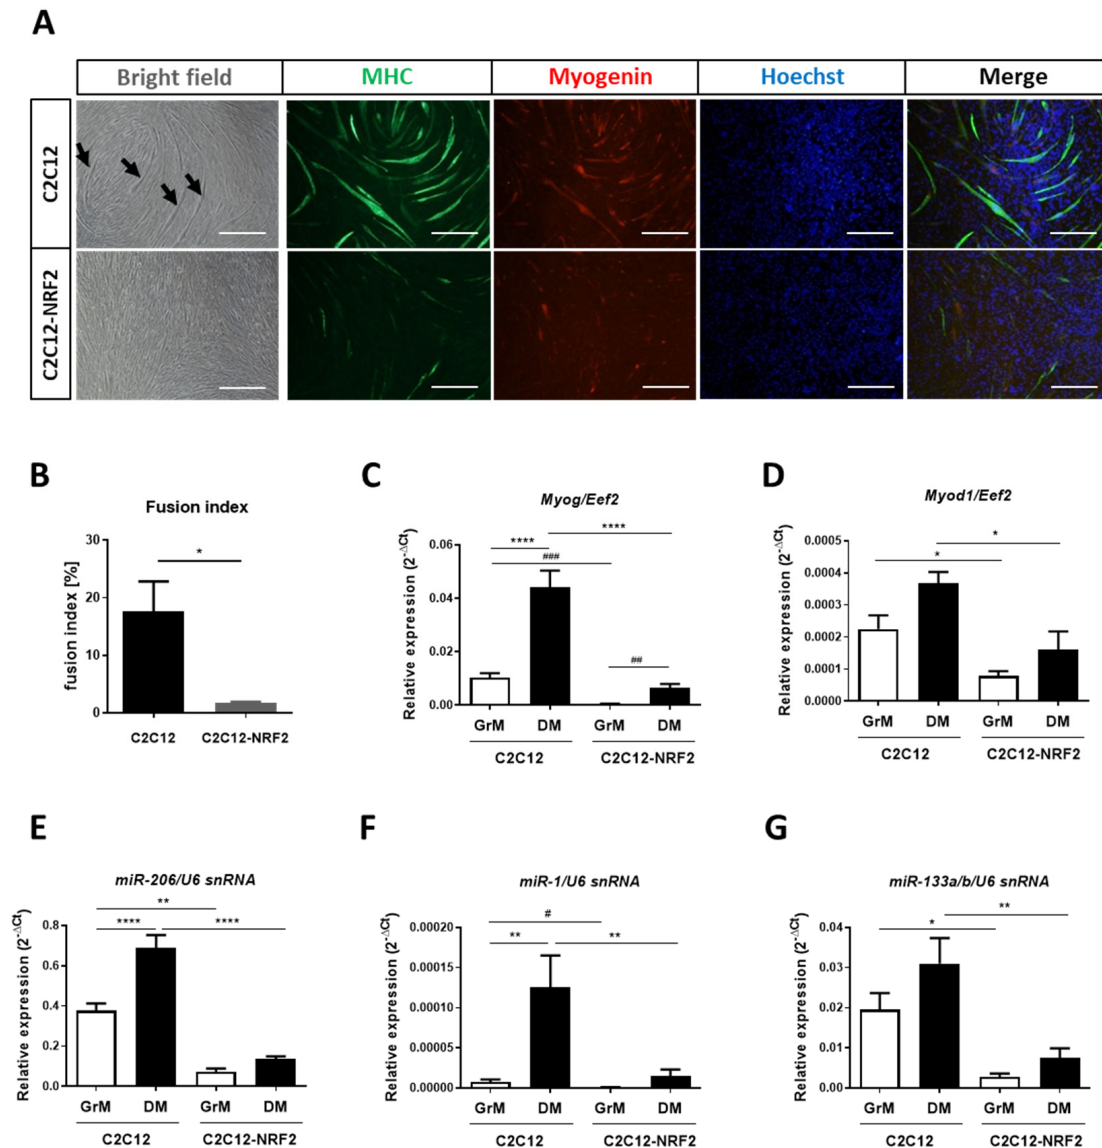 A
Bright field MHC Myogenin Hoechst Merge
C2C12
C2C12-NRF2
B
Fusion index
fusion index [%]
30
20
10
0
*
C2C12 C2C12-NRF2
C
Myog/Eef2
Relative expression (2^-ΔCt)
0.06
0.04
0.02
0.00
**** ****
###
##
GrM DM GrM DM
C2C12 C2C12-NRF2
D
Myod1/Eef2
Relative expression (2^-ΔCt)
0.0005
0.0004
0.0003
0.0002
0.0001
0.0000
*
*
GrM DM GrM DM
C2C12 C2C12-NRF2
E
miR-206/U6 snRNA
Relative expression (2^-ΔCt)
0.8
0.6
0.4
0.2
0.0
**
**** ****
GrM DM GrM DM
C2C12 C2C12-NRF2
F
miR-1/U6 snRNA
Relative expression (2^-ΔCt)
0.00020
0.00015
0.00010
0.00005
0.00000
#
** **
GrM DM GrM DM
C2C12 C2C12-NRF2
G
miR-133a/b/U6 snRNA
Relative expression (2^-ΔCt)
0.04
0.03
0.02
0.01
0.00
* **
GrM DM GrM DM
C2C12 C2C12-NRF2